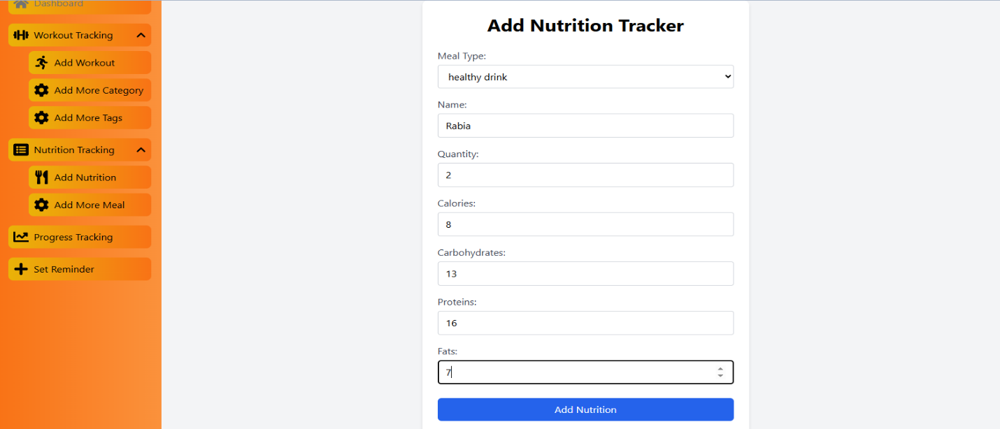 Dashboard
Workout Tracking
Add Workout
Add More Category
Add More Tags
Nutrition Tracking
Add Nutrition
Add More Meal
Progress Tracking
Set Reminder
Add Nutrition Tracker
Meal Type:
healthy drink
Name:
Rabia
Quantity:
2
Calories:
8
Carbohydrates:
13
Proteins:
16
Fats:
7
Add Nutrition